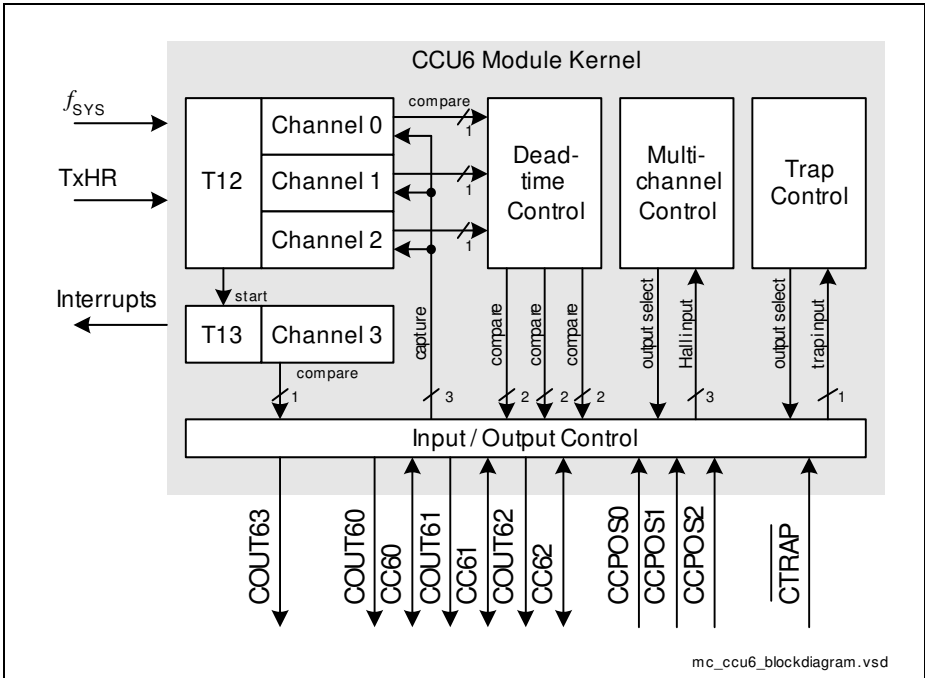 CCU6 Module Kernel
fSYS
TxHR
Interrupts
T12
Channel 0
Channel 1
Channel 2
compare
1
1
1
Dead-
time
Control
Multi-
channel
Control
Trap
Control
start
T13
Channel 3
compare
1
capture
3
compare
2
compare
2
compare
2
output select
Hall input
3
output select
trap input
1
Input / Output Control
COUT63
COUT60
CC60
COUT61
CC61
COUT62
CC62
CCPOS0
CCPOS1
CCPOS2
CTRAP
mc_ccu6_blockdiagram.vsd